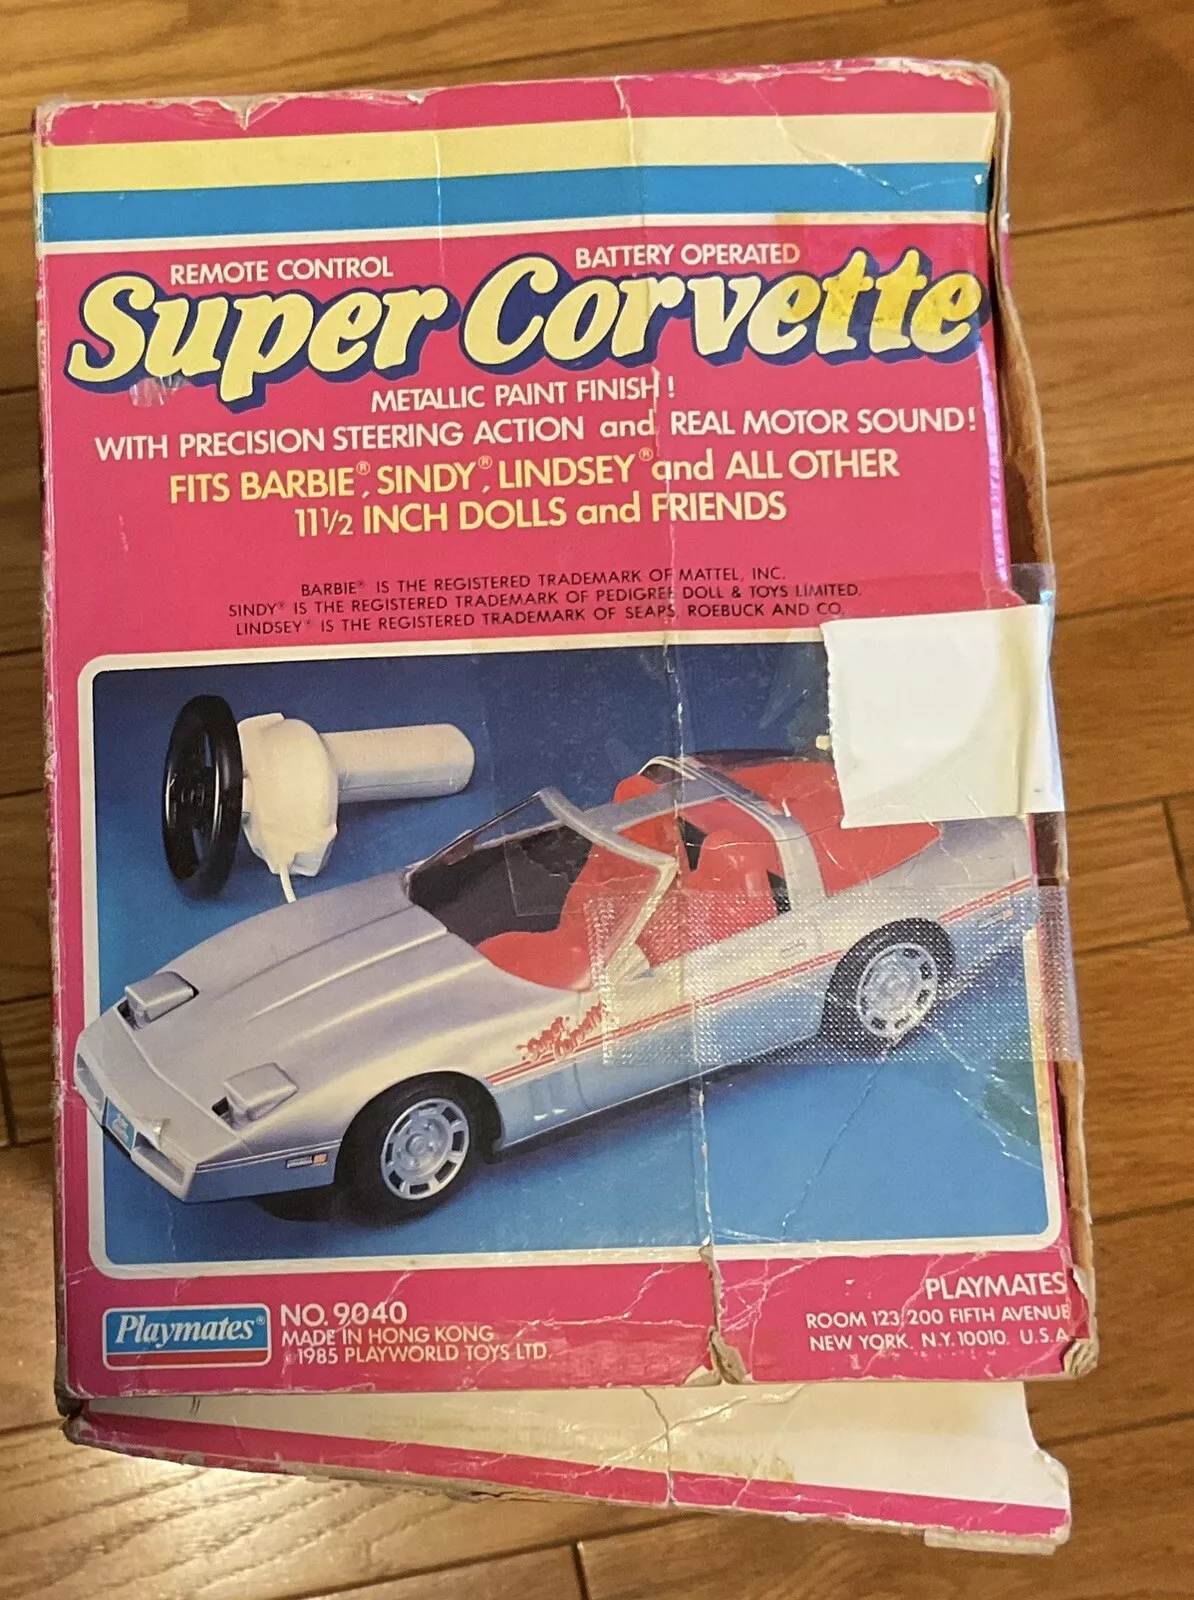 REMOTE CONTROL
BATTERY OPERATED
Super Corvette
METALLIC PAINT FINISH!
WITH PRECISION STEERING ACTION and REAL MOTOR SOUND!
FITS BARBIE®, SINDY®, LINDSEY® and ALL OTHER
11½ INCH DOLLS and FRIENDS
BARBIE® IS THE REGISTERED TRADEMARK OF MATTEL, INC.
SINDY® IS THE REGISTERED TRADEMARK OF PEDIGREE DOLL & TOYS LIMITED.
LINDSEY® IS THE REGISTERED TRADEMARK OF SEARS, ROEBUCK AND CO.
Super
Corvette
Playmates®
NO. 9040
MADE IN HONG KONG
1985 PLAYWORLD TOYS LTD.
PLAYMATES
ROOM 123, 200 FIFTH AVENUE
NEW YORK, N.Y. 10010. U.S.A.